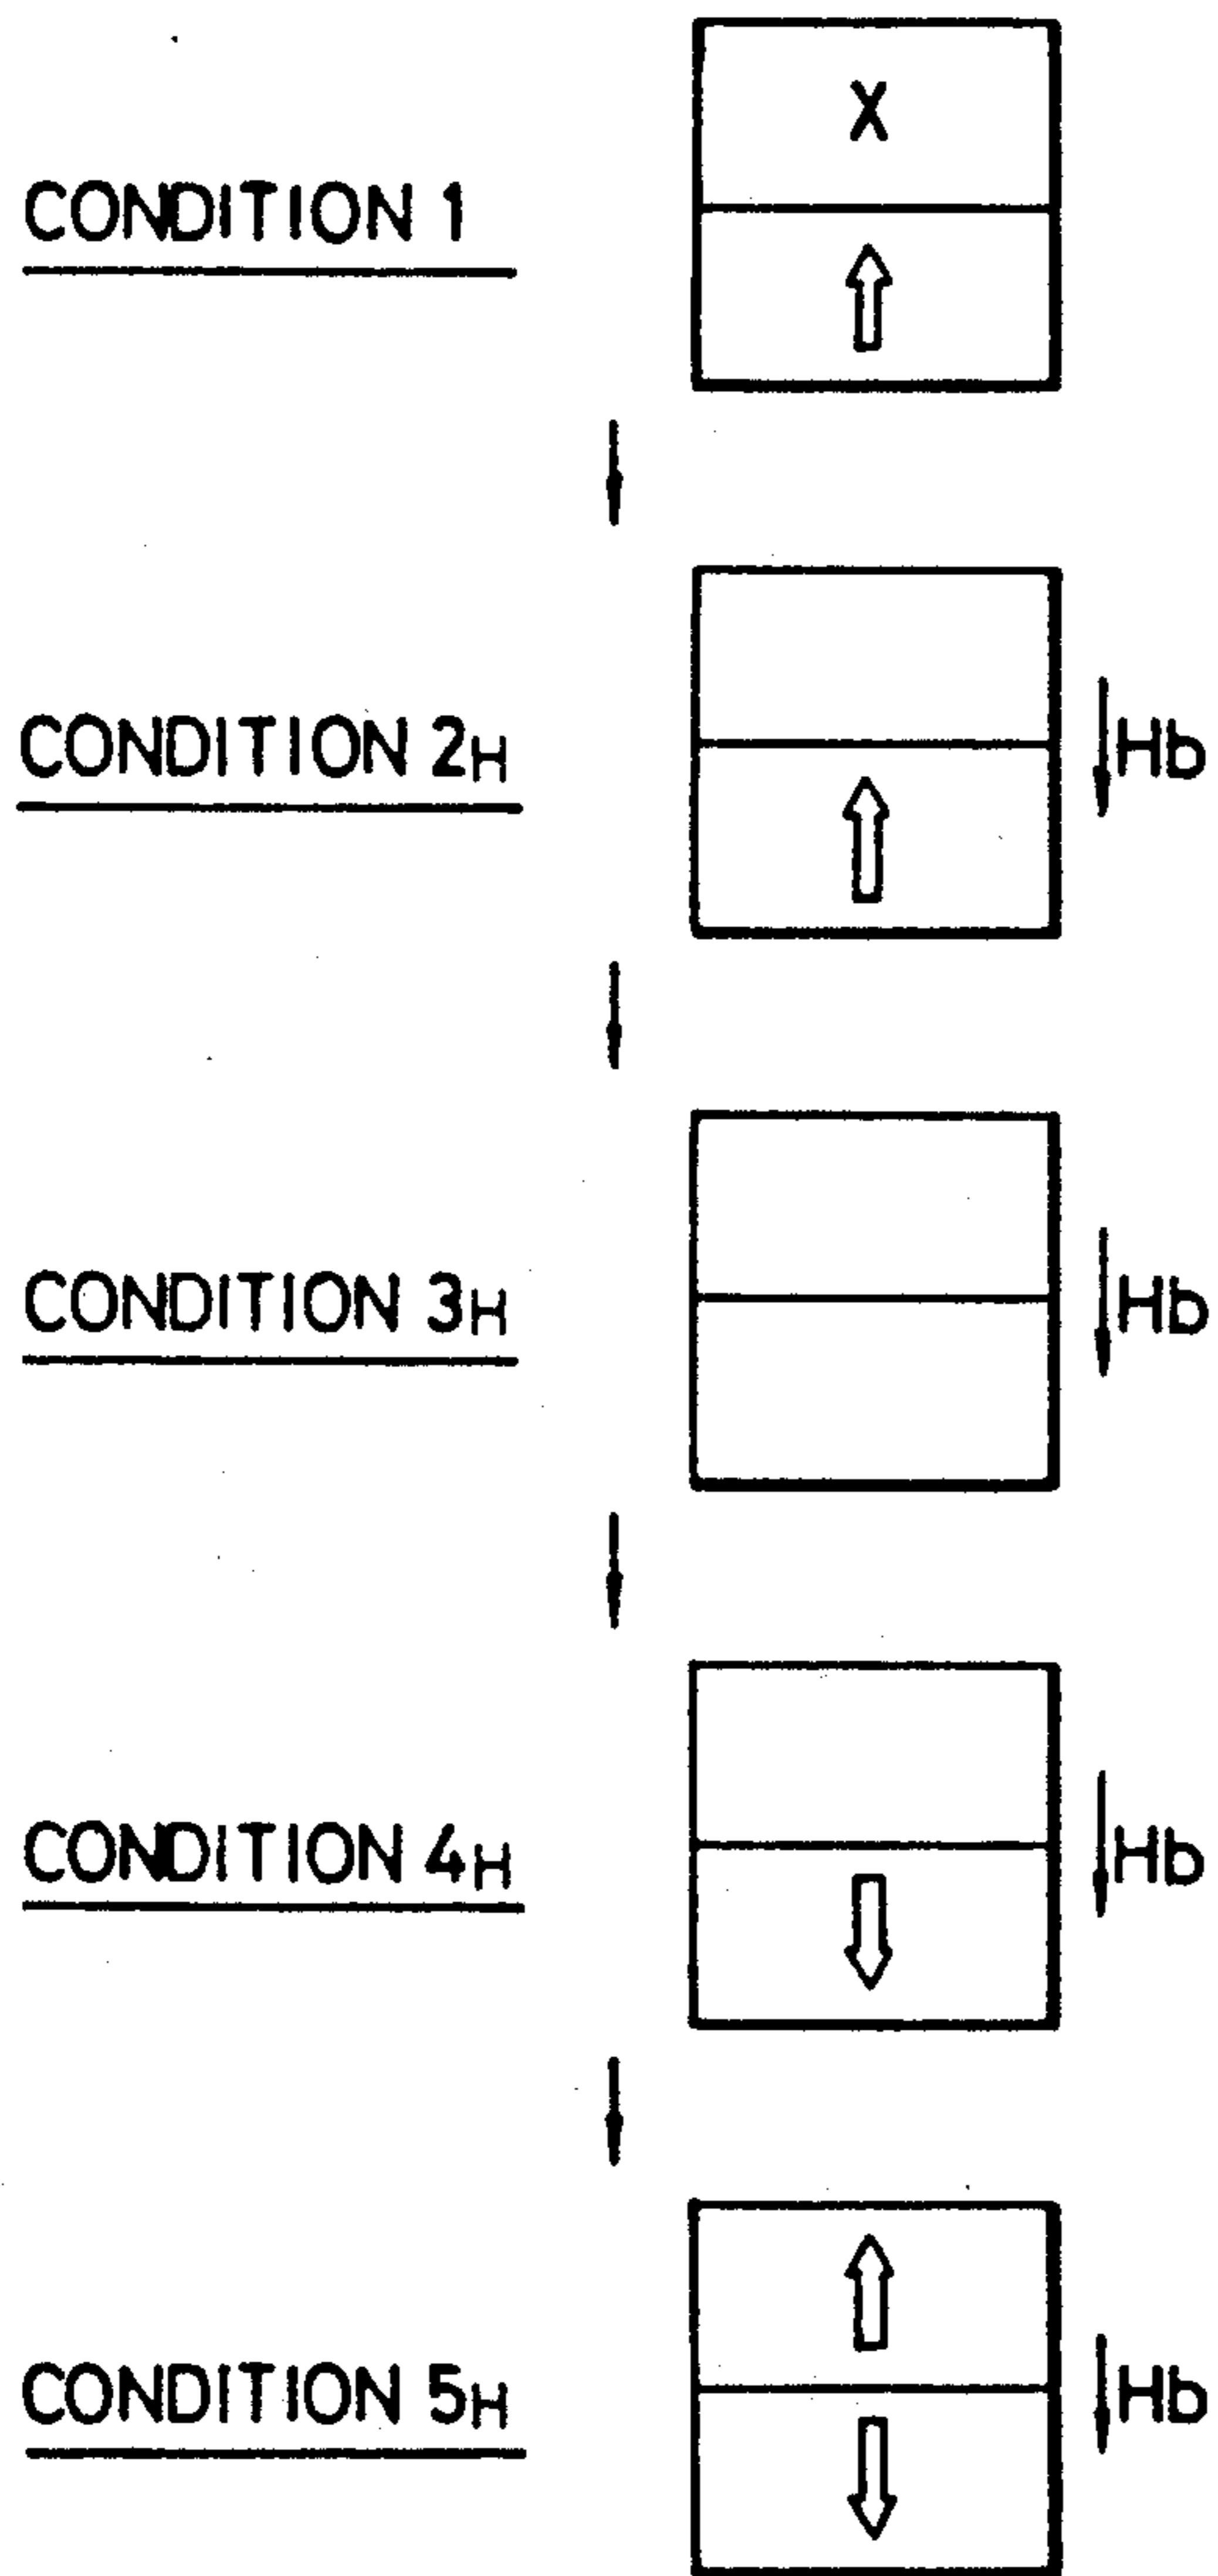 X
CONDITION 1
CONDITION 2H
Hb
CONDITION 3H
Hb
CONDITION 4H
Hb
CONDITION 5H
Hb